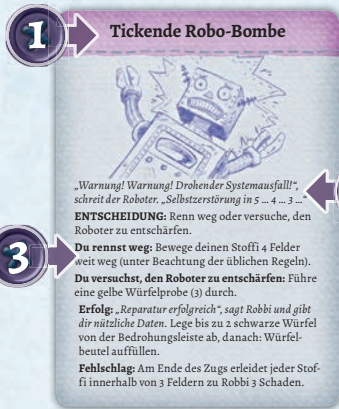 1
Tickende Robo-Bombe
„Warnung! Warnung! Drohender Systemausfall!“,
schreit der Roboter. „Selbstzerstörung in 5 ... 4 ... 3 ...“
ENTSCHEIDUNG: Renn weg oder versuche, den
Roboter zu entschärfen.
3
Du rennst weg: Bewege deinen Stoffi 4 Felder
weit weg (unter Beachtung der üblichen Regeln).
Du versuchst, den Roboter zu entschärfen: Führe
eine gelbe Würfelprobe (3) durch.
Erfolg: „Reparatur erfolgreich“, sagt Robbi und gibt
dir nützliche Daten. Lege bis zu 2 schwarze Würfel
von der Bedrohungsleiste ab, danach: Würfel-
beutel auffüllen.
Fehlschlag: Am Ende des Zugs erleidet jeder Stof-
fi innerhalb von 3 Feldern zu Robbi 3 Schaden.